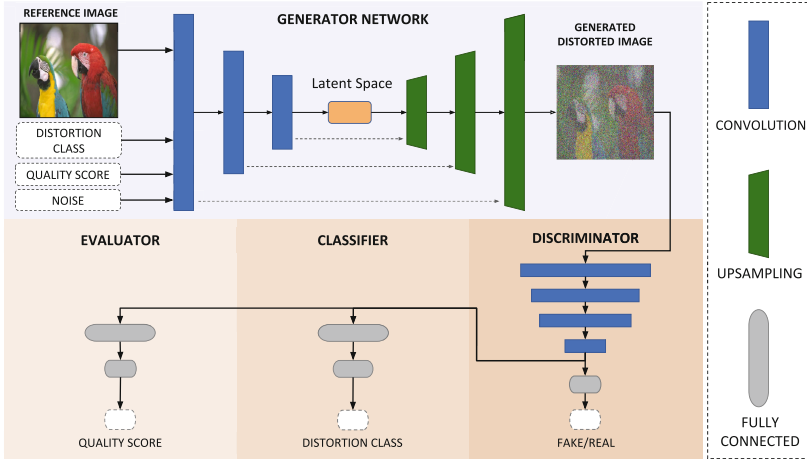 REFERENCE IMAGE
GENERATOR NETWORK
GENERATED
DISTORTED IMAGE
Latent Space
DISTORTION
CLASS
QUALITY SCORE
NOISE
CONVOLUTION
UPSAMPLING
FULLY
CONNECTED
EVALUATOR
CLASSIFIER
DISCRIMINATOR
QUALITY SCORE
DISTORTION CLASS
FAKE/REAL